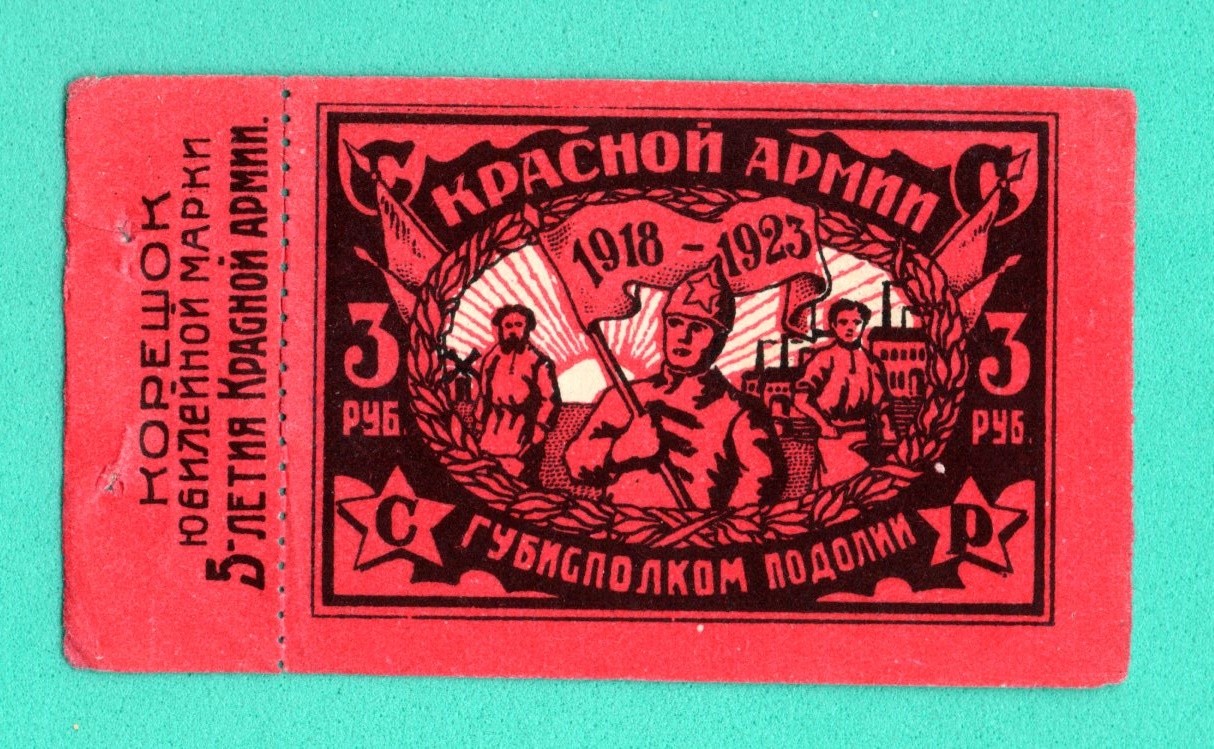 КОРЕШОК
ЮБИЛЕЙНОЙ МАРКИ
5-ЛЕТИЯ КРАСНОЙ АРМИИ.
С С
КРАСНОЙ АРМИИ
1918 - 1923
3 3
РУБ. РУБ.
С Р
ГУБИСПОЛКОМ ПОДОЛИИ